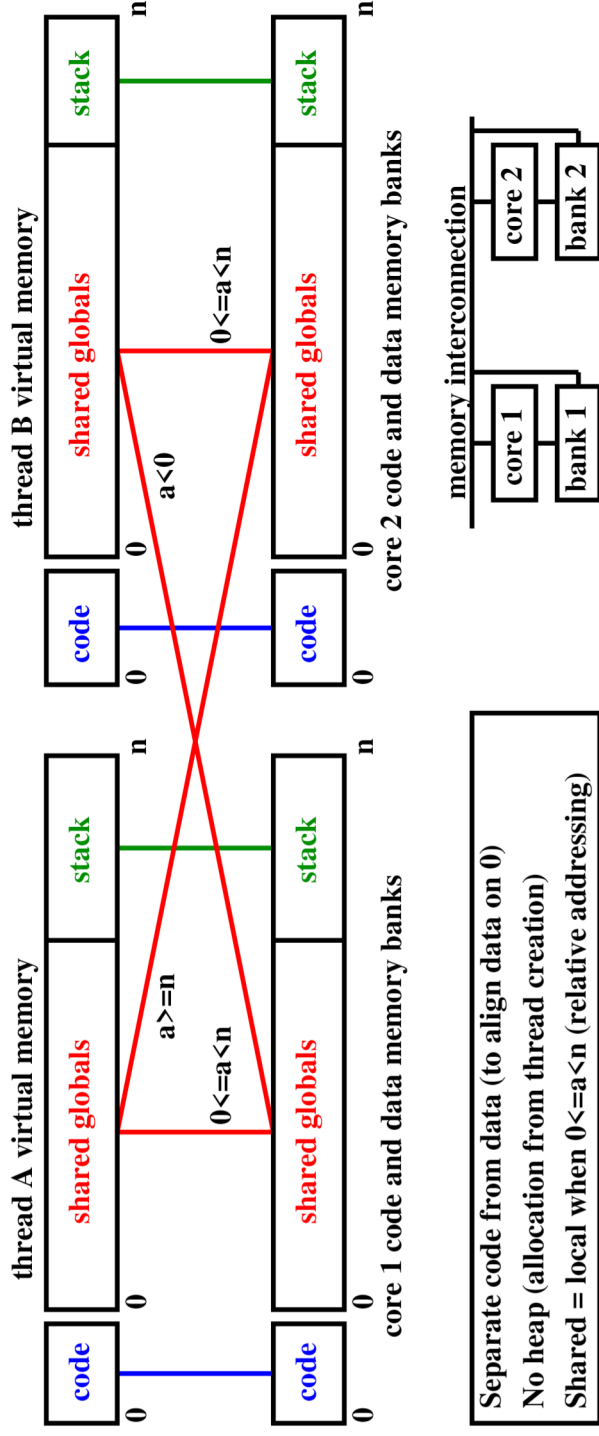 thread A virtual memory
thread B virtual memory
code
shared globals
stack
code
shared globals
stack
0
0
n
0
0
n
a>=n
a<0
0<=a<n
0<=a<n
code
shared globals
stack
code
shared globals
stack
0
0
n
0
0
n
core 1 code and data memory banks
core 2 code and data memory banks
Separate code from data (to align data on 0)
No heap (allocation from thread creation)
Shared = local when 0<=a<n (relative addressing)
memory interconnection
core 1
core 2
bank 1
bank 2